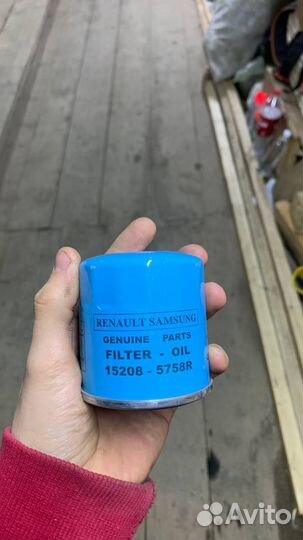 RENAULT SAMSUNG
GENUINE PARTS
FILTER - OIL
15208 - 5758R
Avito